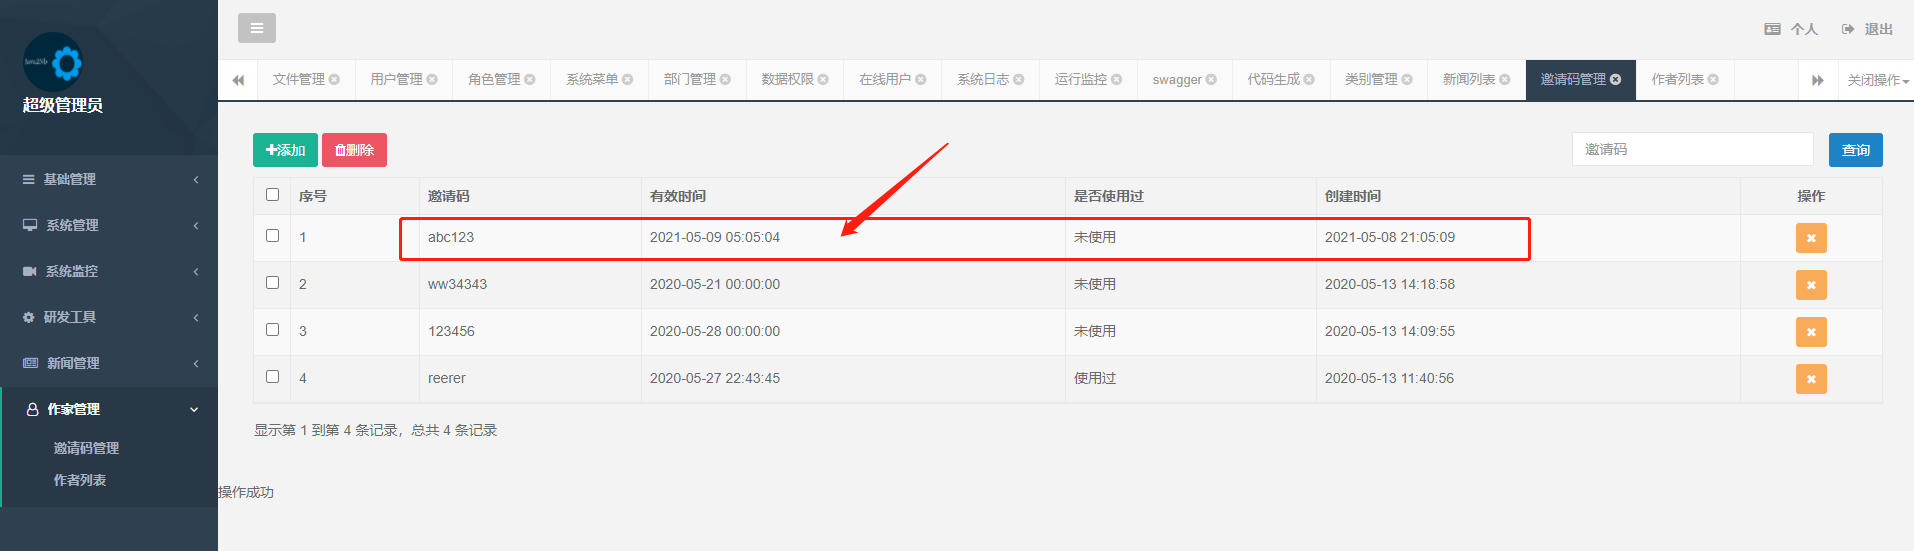 超级管理员
基础管理
系统管理
系统监控
研发工具
新闻管理
作家管理
邀请码管理
作者列表
个人 退出
文件管理 用户管理 角色管理 系统菜单 部门管理 数据权限 在线用户 系统日志 运行监控 swagger 代码生成 类别管理 新闻列表 邀请码管理 作者列表 关闭操作
添加 删除 邀请码 查询
序号 邀请码 有效时间 是否使用过 创建时间 操作
1 abc123 2021-05-09 05:05:04 未使用 2021-05-08 21:05:09
2 ww34343 2020-05-21 00:00:00 未使用 2020-05-13 14:18:58
3 123456 2020-05-28 00:00:00 未使用 2020-05-13 14:09:55
4 reerer 2020-05-27 22:43:45 使用过 2020-05-13 11:40:56
显示第 1 到第 4 条记录，总共 4 条记录
操作成功